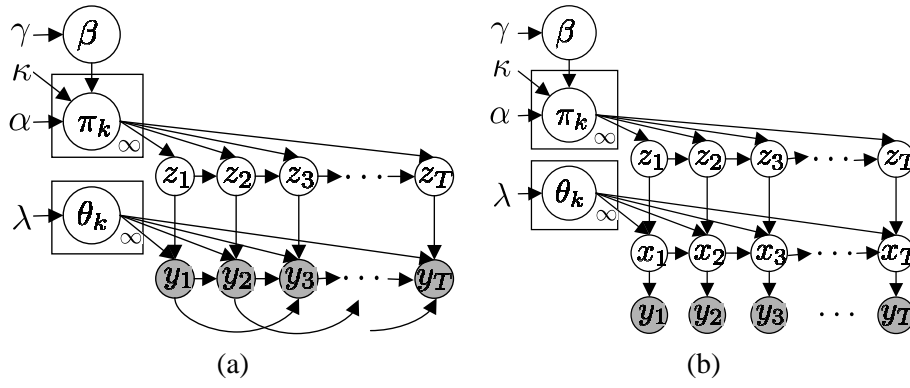 γ β
κ
α π_k ∞
z_1 z_2 z_3 · · · z_T
λ θ_k ∞
y_1 y_2 y_3 · · · y_T
(a)
γ β
κ
α π_k ∞
z_1 z_2 z_3 · · · z_T
λ θ_k ∞
x_1 x_2 x_3 · · · x_T
y_1 y_2 y_3 · · · y_T
(b)